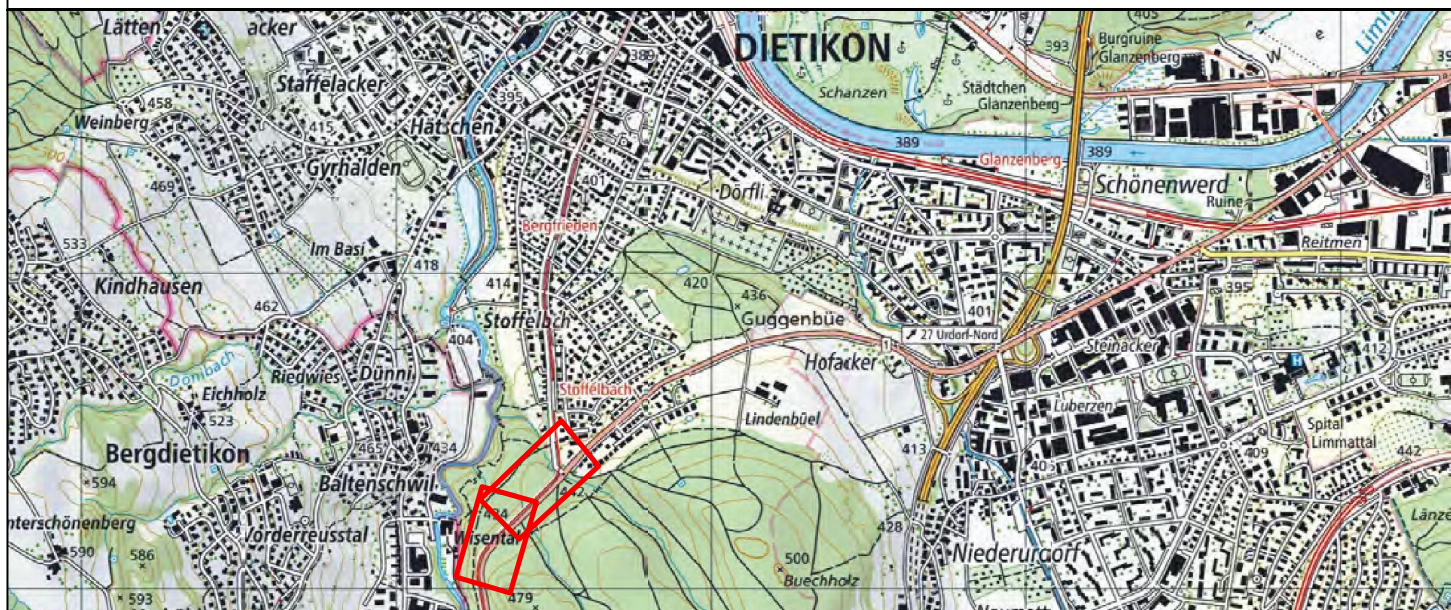 Lätten
acker
DIETIKON
389
393
405
Burgruine
Glanzenberg
Staffelacker
395
Schanzen
Städtchen
Glanzenberg
458
Weinberg
415
Hätschen
Gyrhalden
389
Glanzenberg
389
Schönenwerd
Ruine
469
401
Dörfli
Bergfrieden
Reitmen
533
Im Basi
418
Kindhausen
462
414
420
436
395
Stoffelbach
Guggenbüe
401
27 Urdorf-Nord
404
1
Steinacker
H
412
Donibach
Riedwies
Dünni
Hofacker
Eichholz
Stoffelbach
Lindenbüel
Luberzen
523
Spital
Limmattal
Bergdietikon
465
434
413
405
409
442
594
Baltenschwil
424
Vorderreusstal
Wisental
428
590
586
500
Niederurdorf
Buechholz
593
479